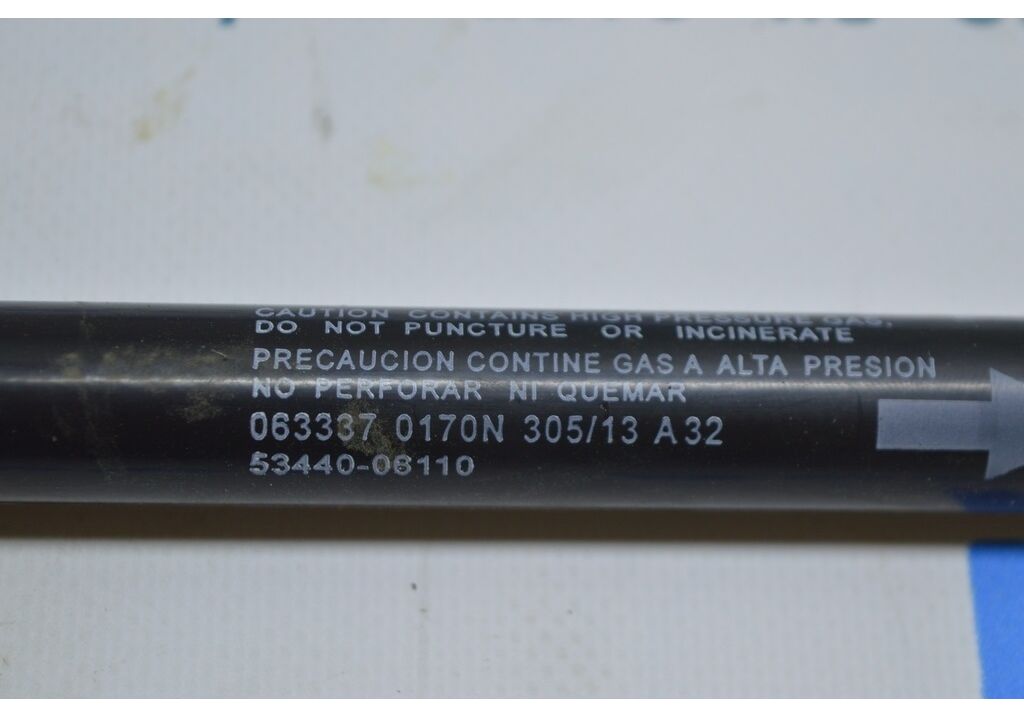 CAUTION CONTAINS HIGH PRESSURE GAS.
DO NOT PUNCTURE OR INCINERATE
PRECAUCION CONTINE GAS A ALTA PRESION
NO PERFORAR NI QUEMAR
063337 0170N 305/13 A32
53440-06110